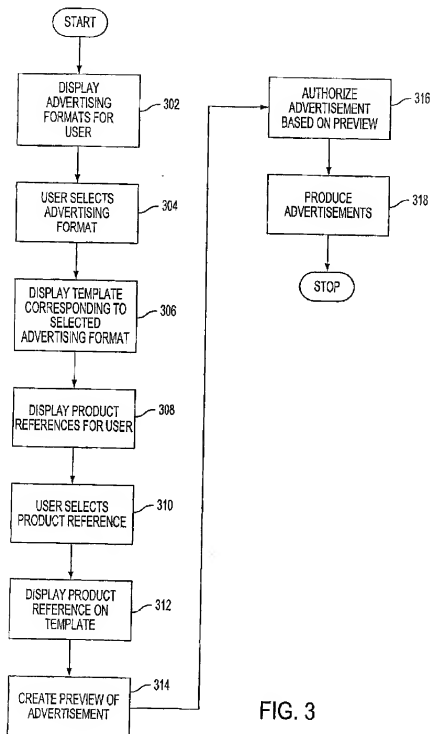 START
DISPLAY
ADVERTISING
FORMATS FOR
USER
302
USER SELECTS
ADVERTISING
FORMAT
304
DISPLAY TEMPLATE
CORRESPONDING TO
SELECTED
ADVERTISING FORMAT
306
DISPLAY PRODUCT
REFERENCES FOR USER
308
USER SELECTS
PRODUCT REFERENCE
310
DISPLAY PRODUCT
REFERENCE ON
TEMPLATE
312
CREATE PREVIEW OF
ADVERTISEMENT
314
AUTHORIZE
ADVERTISEMENT
BASED ON PREVIEW
316
PRODUCE
ADVERTISEMENTS
318
STOP
FIG. 3